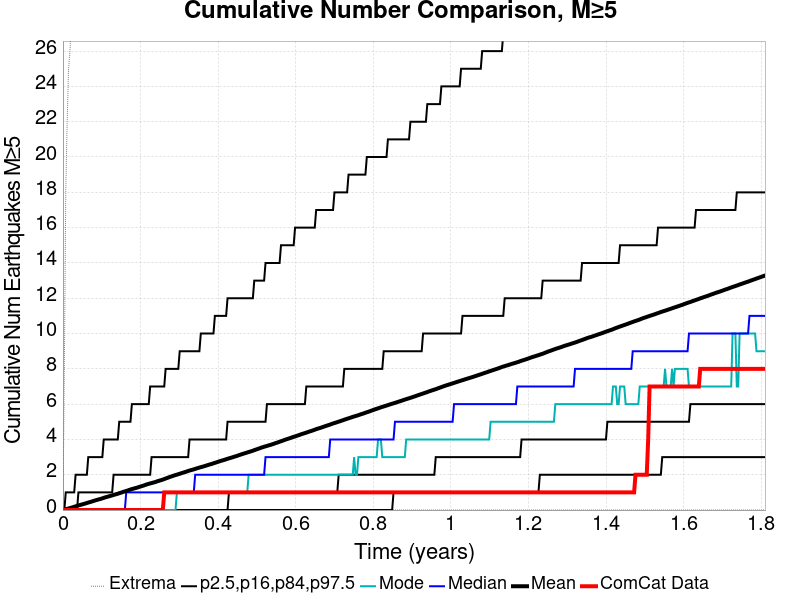 Cumulative Number Comparison, M≥5
Cumulative Num Earthquakes M≥5
26
24
22
20
18
16
14
12
10
8
6
4
2
0
0 0.2 0.4 0.6 0.8 1 1.2 1.4 1.6 1.8
Time (years)
Extrema p2.5,p16,p84,p97.5 Mode Median Mean ComCat Data